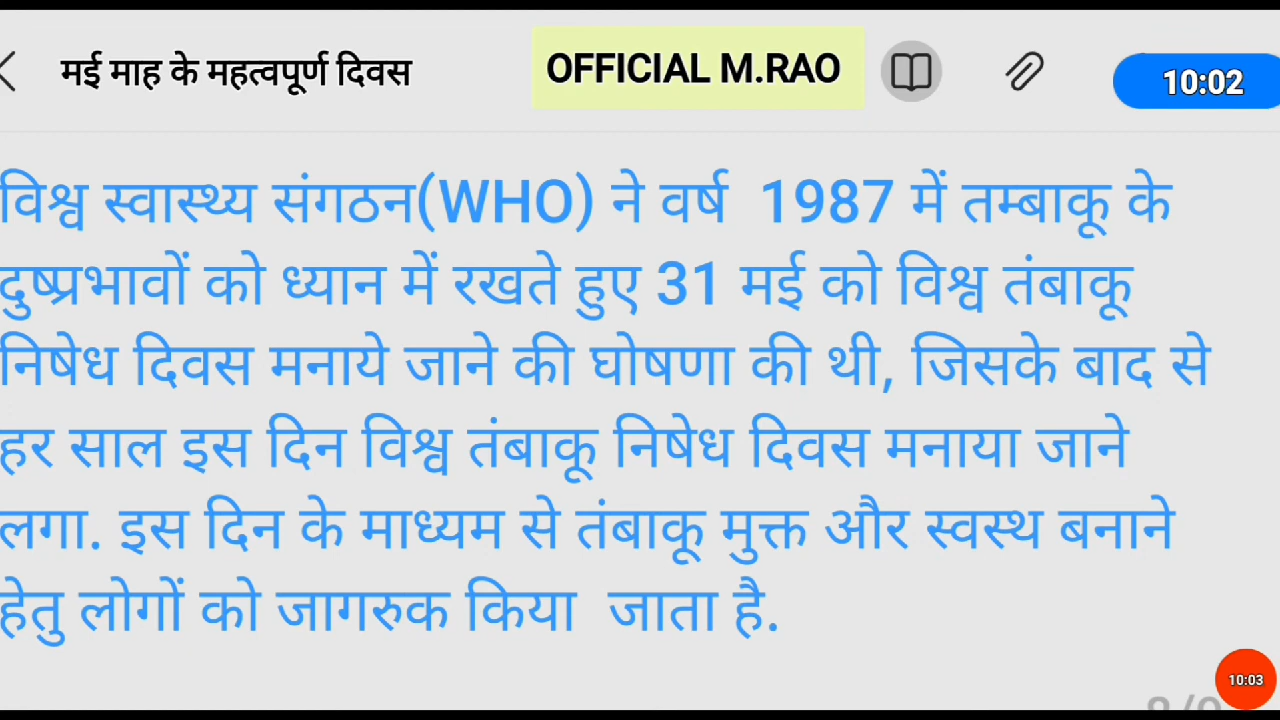 मई माह के महत्वपूर्ण दिवस OFFICIAL M.RAO 10:02
विश्व स्वास्थ्य संगठन(WHO) ने वर्ष 1987 में तम्बाकू के
दुष्प्रभावों को ध्यान में रखते हुए 31 मई को विश्व तंबाकू
निषेध दिवस मनाये जाने की घोषणा की थी, जिसके बाद से
हर साल इस दिन विश्व तंबाकू निषेध दिवस मनाया जाने
लगा. इस दिन के माध्यम से तंबाकू मुक्त और स्वस्थ बनाने
हेतु लोगों को जागरुक किया जाता है.
10:03